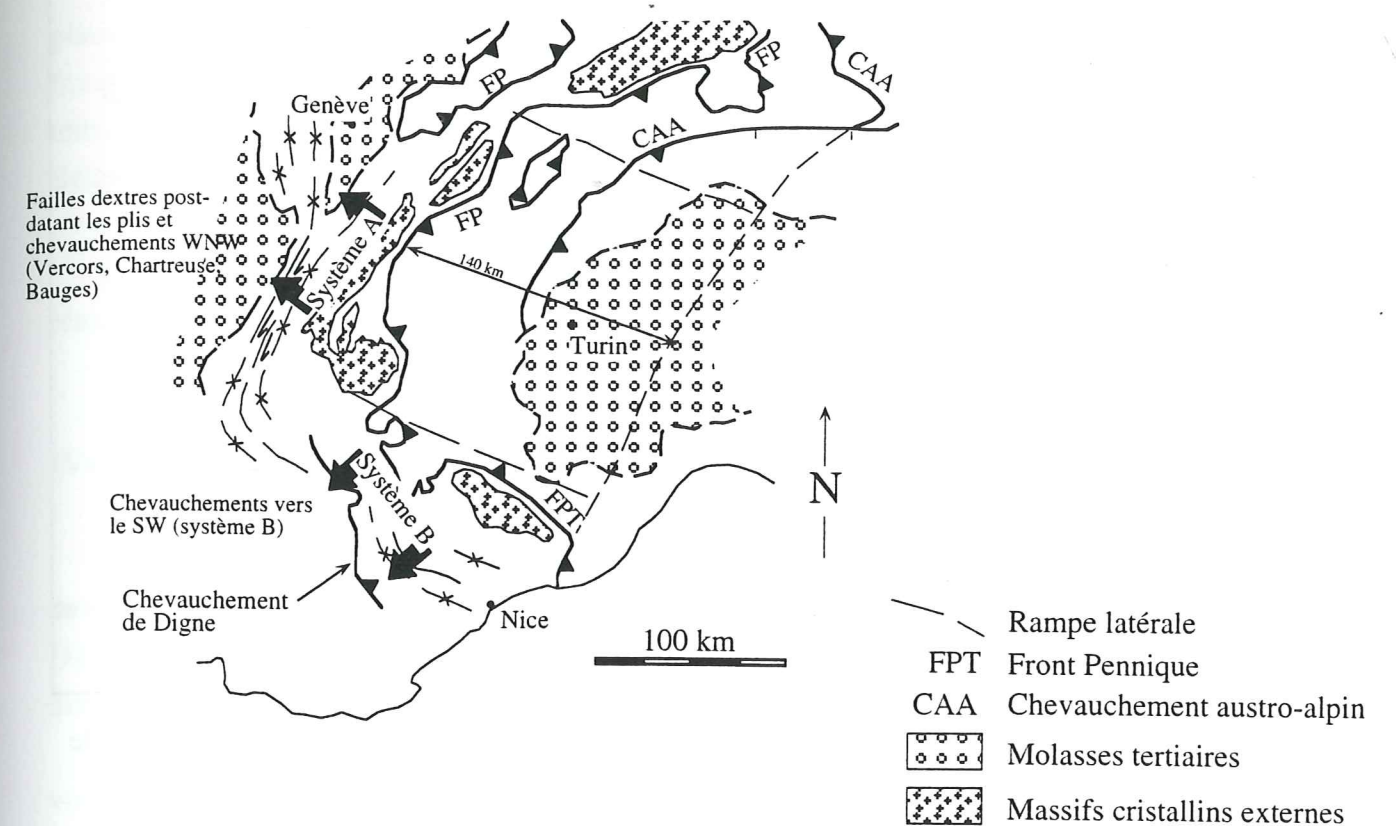 FP
FP
CAA
Genève
CAA
Failles dextres post-
datant les plis et
chevauchements WNW
(Vercors, Chartreuse,
Bauges)
FP
Système A
140 km
Turin
N
Système B
Chevauchements vers
le SW (système B)
FPT
Chevauchement
de Digne
Nice
100 km
Rampe latérale
FPT Front Pennique
CAA Chevauchement austro-alpin
Molasses tertiaires
Massifs cristallins externes